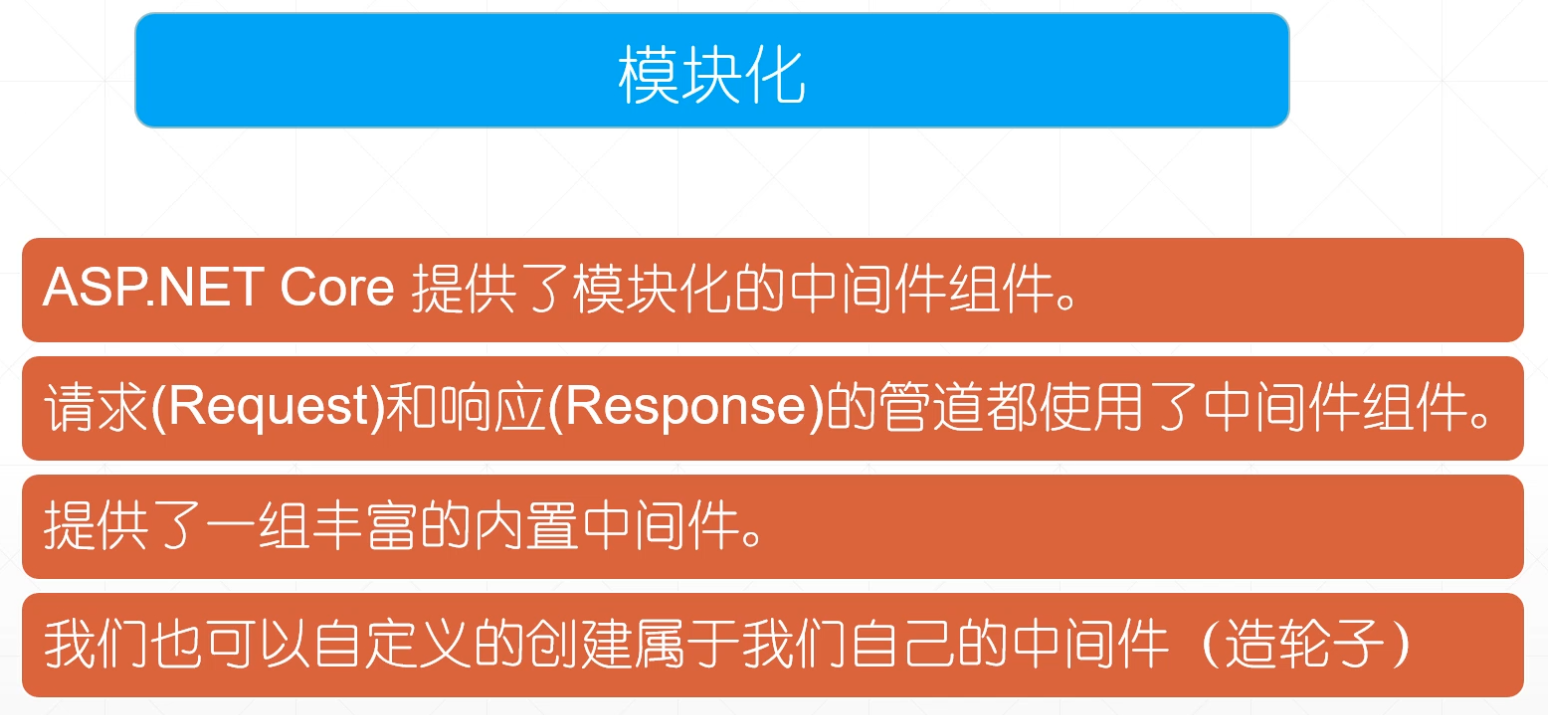 模块化
ASP.NET Core 提供了模块化的中间件组件。
请求(Request)和响应(Response)的管道都使用了中间件组件。
提供了一组丰富的内置中间件。
我们也可以自定义的创建属于我们自己的中间件（造轮子）